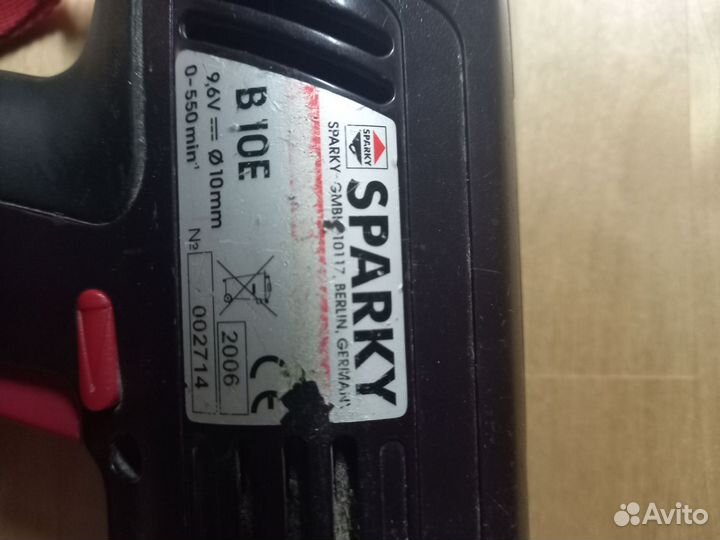 SPARKY
SPARKY
SPARKY GMBH 10117, BERLIN, GERMANY
B 10E
9,6V ⎓ Ø 10mm
0-550 min⁻¹
2006
№ 002714
CE
Avito